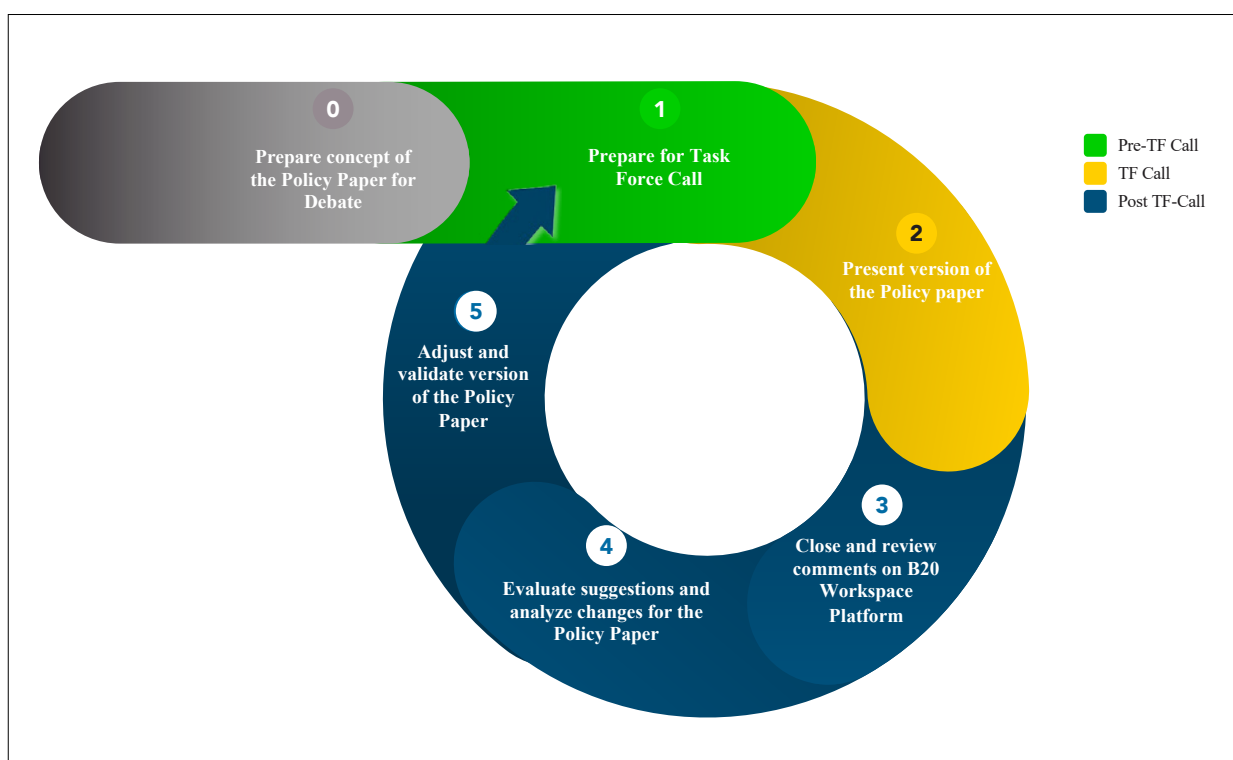 0
Prepare concept of
the Policy Paper for
Debate
1
Prepare for Task
Force Call
2
Present version of
the Policy paper
3
Close and review
comments on B20
Workspace
Platform
4
Evaluate suggestions and
analyze changes for the
Policy Paper
5
Adjust and
validate version
of the Policy
Paper
Pre-TF Call
TF Call
Post TF-Call